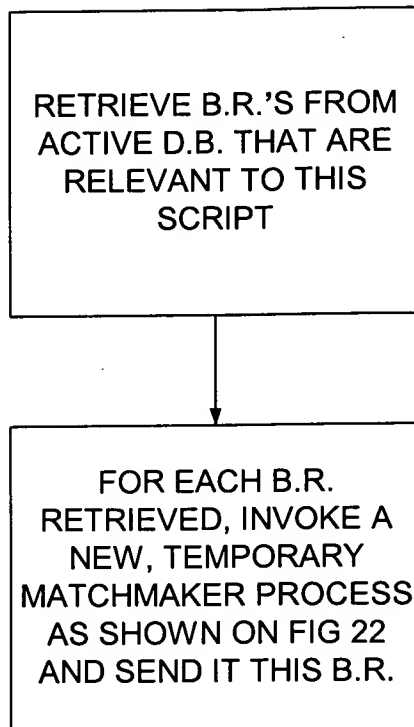 RETRIEVE B.R.'S FROM
ACTIVE D.B. THAT ARE
RELEVANT TO THIS
SCRIPT
FOR EACH B.R.
RETRIEVED, INVOKE A
NEW, TEMPORARY
MATCHMAKER PROCESS
AS SHOWN ON FIG 22
AND SEND IT THIS B.R.